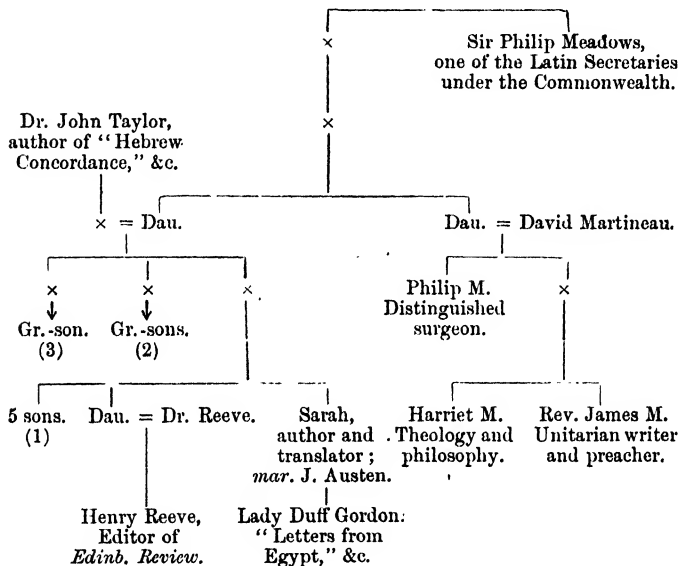 ×
Sir Philip Meadows,
one of the Latin Secretaries
under the Commonwealth.
×
Dr. John Taylor,
author of "Hebrew
Concordance," &c.
× = Dau.
Dau. = David Martineau.
×
×
×
Philip M.
Distinguished
surgeon.
×
Gr.-son.
(3)
Gr.-sons.
(2)
5 sons.
(1)
Dau. = Dr. Reeve.
Sarah,
author and
translator;
mar. J. Austen.
Harriet M.
Theology and
philosophy.
Rev. James M.
Unitarian writer
and preacher.
Henry Reeve,
Editor of
Edinb. Review.
Lady Duff Gordon:
"Letters from
Egypt," &c.